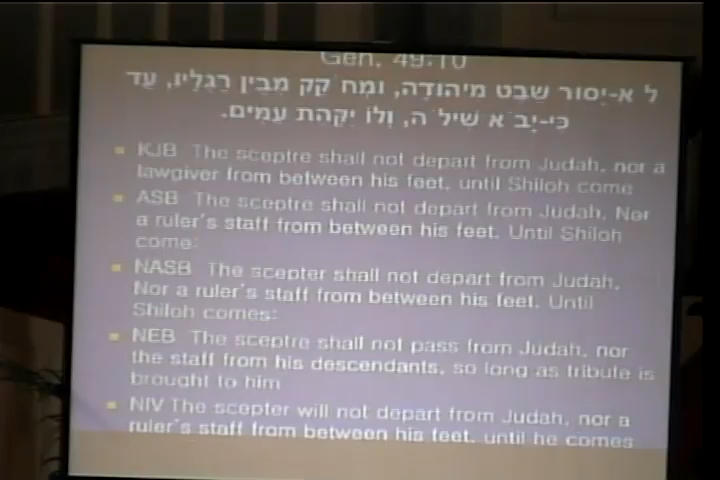 Gen. 49:10
ל א-יָסוּר שֵׁבֶט מִיהוּדָה, וּמְח קֵק מִבֵּין רַגְלָיו, עַד
כִּי-יָב א שִׁיל ה, וְלוֹ יִקְּהַת עַמִּים.
KJB The sceptre shall not depart from Judah, nor a
lawgiver from between his feet, until Shiloh come
ASB The sceptre shall not depart from Judah, Nor
a ruler's staff from between his feet, Until Shiloh
come:
NASB The scepter shall not depart from Judah,
Nor a ruler's staff from between his feet, Until
Shiloh comes:
NEB The sceptre shall not pass from Judah, nor
the staff from his descendants, so long as tribute is
brought to him
NIV The scepter will not depart from Judah, nor a
ruler's staff from between his feet, until he comes